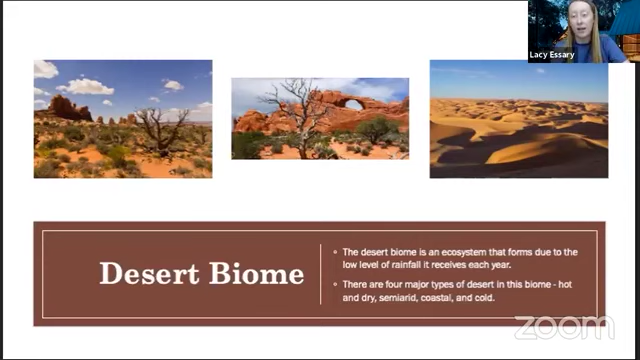 Lacy Essary
Desert Biome
◦ The desert biome is an ecosystem that forms due to the
low level of rainfall it receives each year.
◦ There are four major types of desert in this biome - hot
and dry, semiarid, coastal, and cold.
zoom